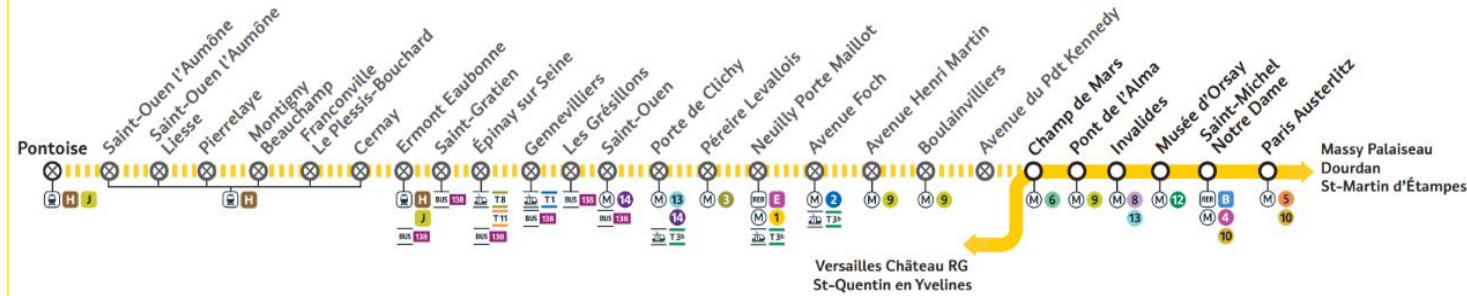 Pontoise
Saint-Ouen l'Aumône
Saint-Ouen l'Aumône
Liesse
Pierrelaye
Montigny
Beauchamp
Franconville
Le Plessis-Bouchard
Cernay
Ermont Eaubonne
Saint-Gratien
Épinay sur Seine
Gennevilliers
Les Grésillons
Saint-Ouen
Porte de Clichy
Péreire Levallois
Neuilly Porte Maillot
Avenue Foch
Avenue Henri Martin
Boulainvilliers
Avenue du Pdt Kennedy
Champ de Mars
Pont de l'Alma
Invalides
Musée d'Orsay
Saint-Michel
Notre Dame
Paris Austerlitz
Massy Palaiseau
Dourdan
St-Martin d'Étampes
H J
H
H
J
BUS 138
BUS 138
T8
T11
BUS 138
T1
BUS 138
BUS 138
M 14
BUS 138
M 13
14
T3b
M 3
RER E
M 1
T3b
M 2
T3b
M 9
M 9
M 6
M 9
M 8
13
M 12
RER B
M 4
10
M 5
10
Versailles Château RG
St-Quentin en Yvelines